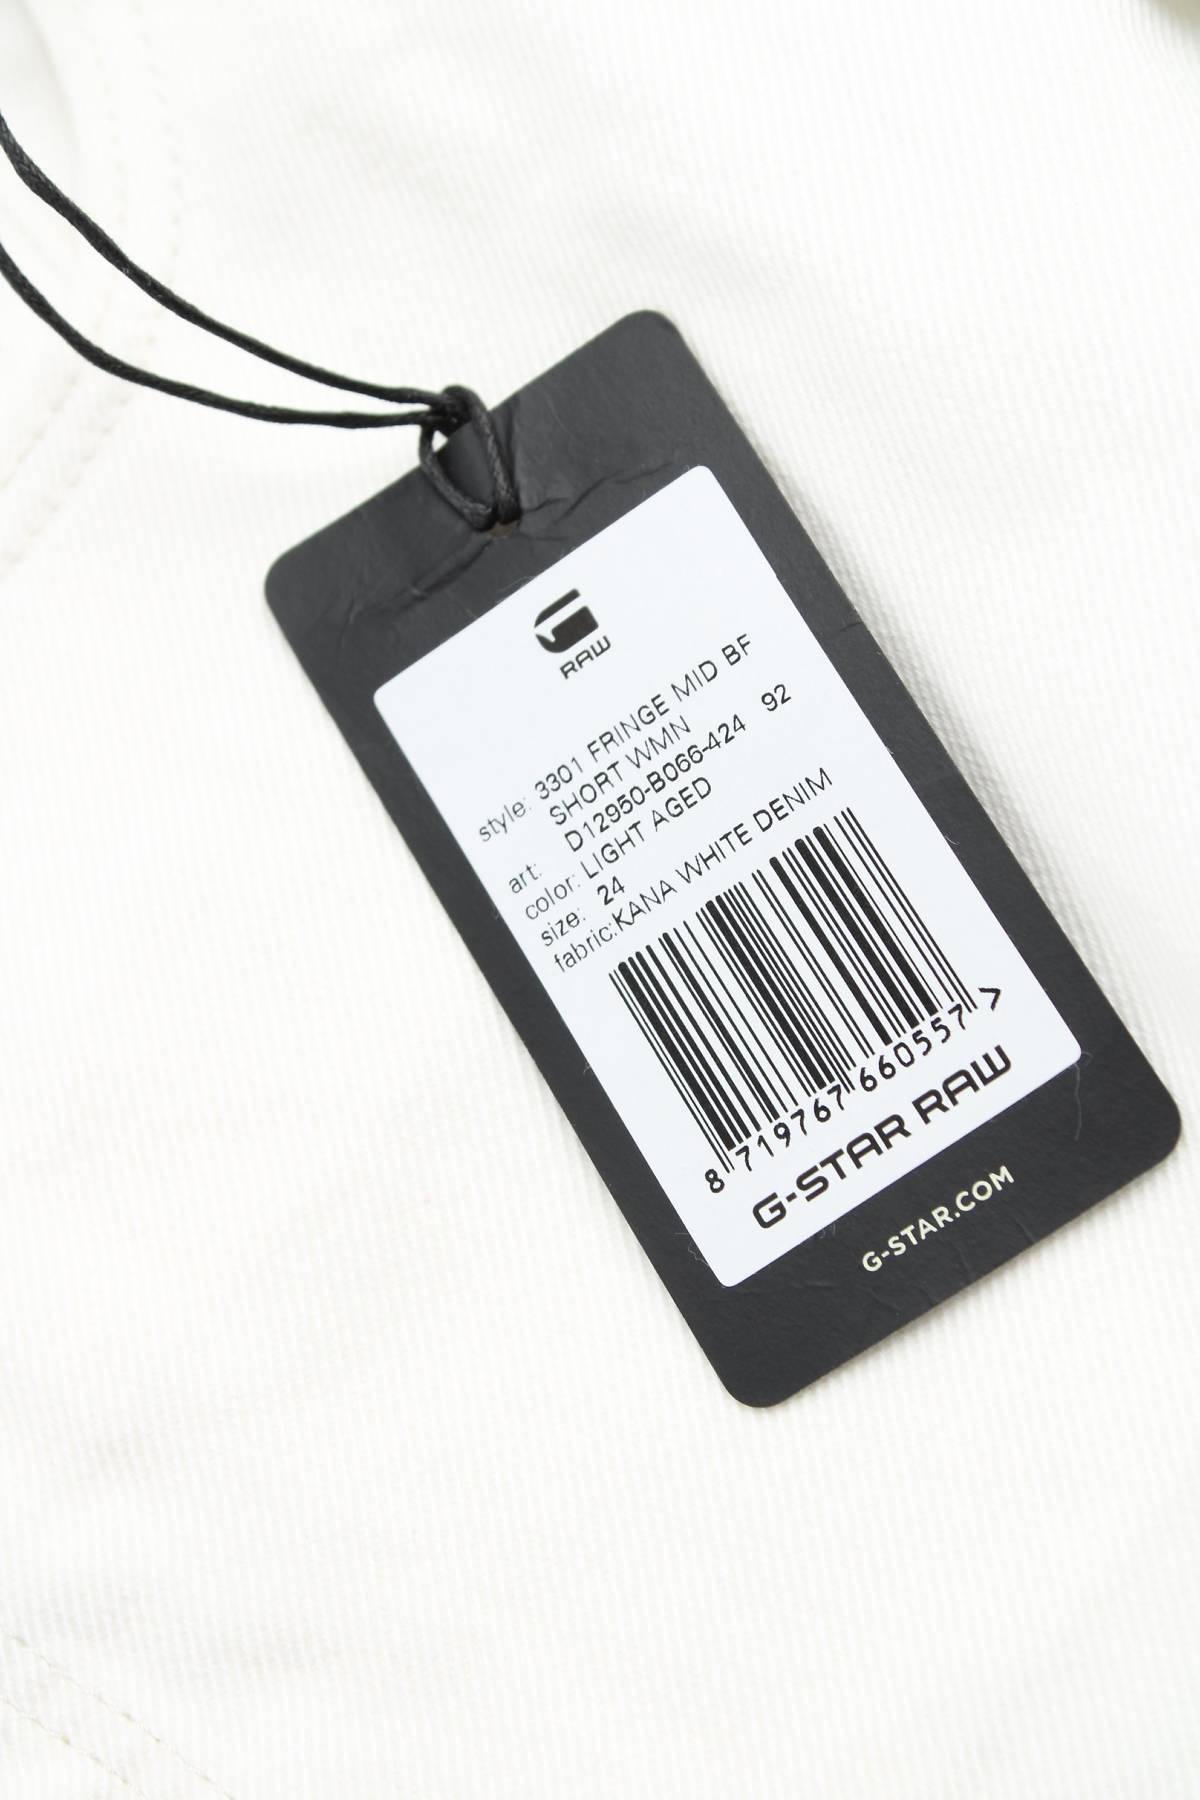 RAW
style: 3301 FRINGE MID BF
SHORT WMN
art: D12950-B066-424 92
color: LIGHT AGED
size: 24
fabric: KANA WHITE DENIM
8 719767 660557 >
G-STAR RAW
G-STAR.COM